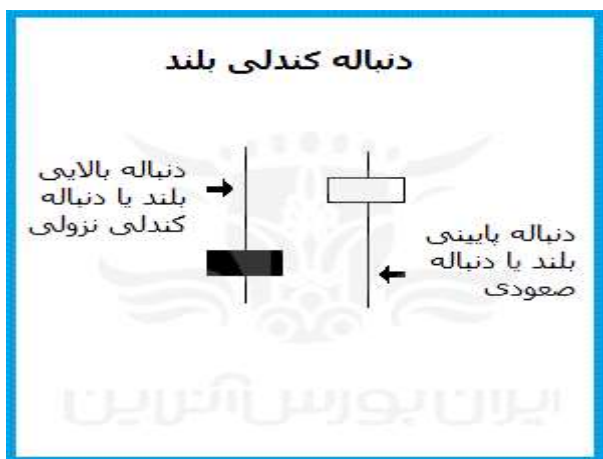 دنباله کندلی بلند
دنباله بالایی
بلند یا دنباله
کندلی نزولی
دنباله پایینی
بلند یا دنباله
صعودی
ایران بورس آنلاین